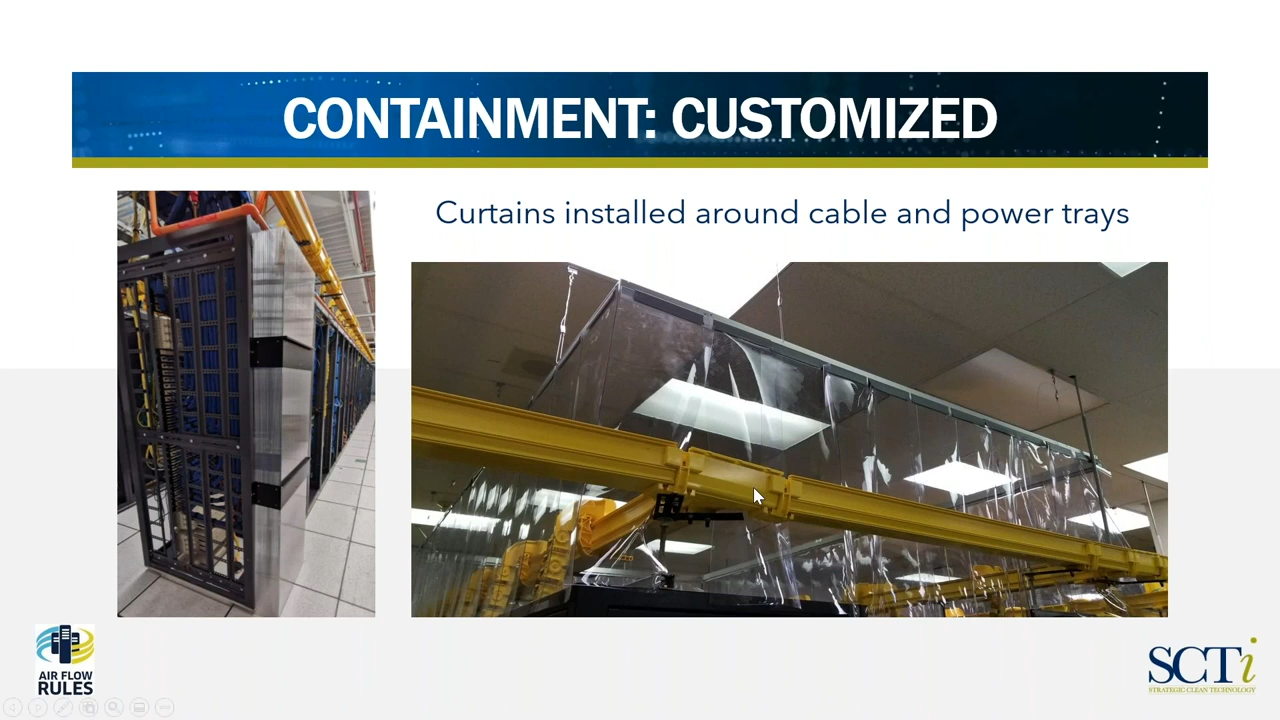 CONTAINMENT: CUSTOMIZED
Curtains installed around cable and power trays
AIR FLOW
RULES
SCTi
STRATEGIC CLEAN TECHNOLOGY